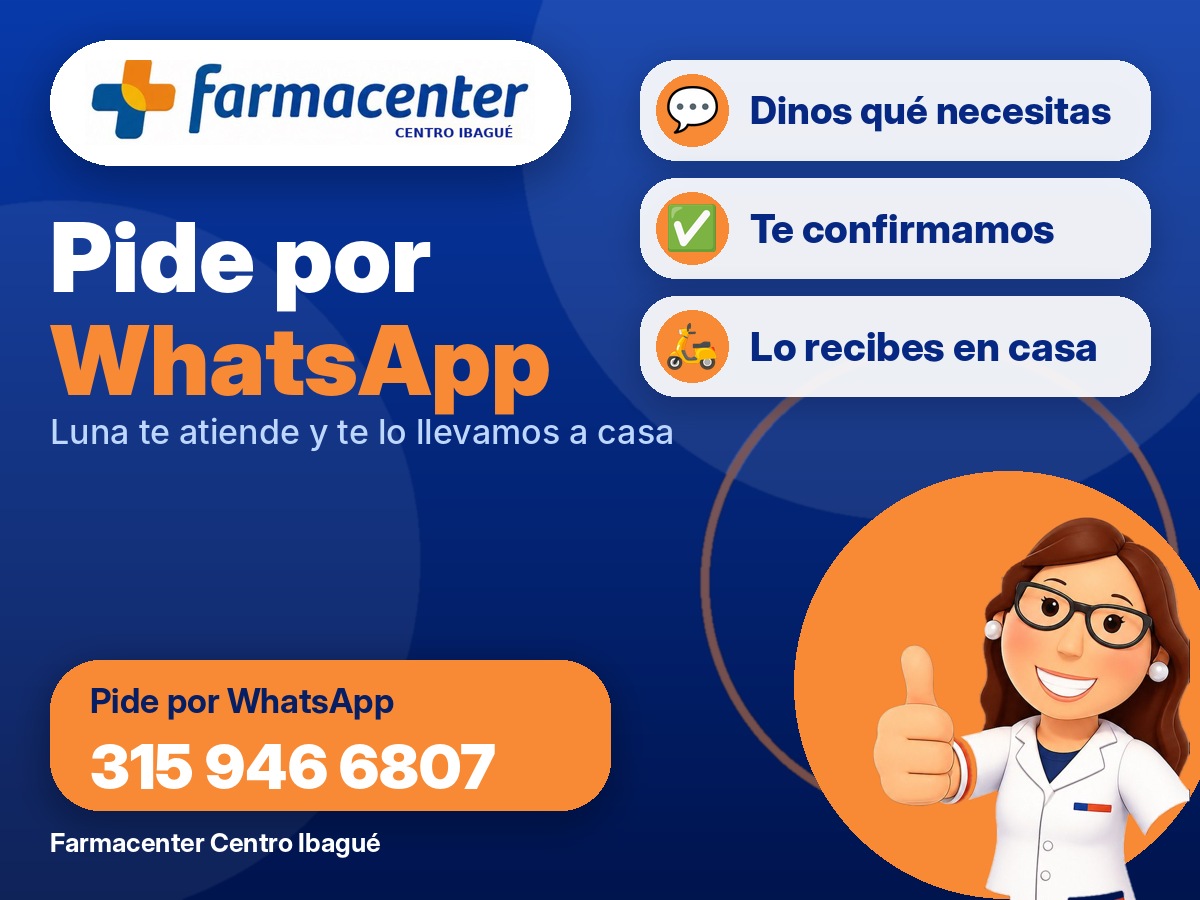 farmacenter
CENTRO IBAGUÉ
Pide por
WhatsApp
Luna te atiende y te lo llevamos a casa
Dinos qué necesitas
Te confirmamos
Lo recibes en casa
Pide por WhatsApp
315 946 6807
Farmacenter Centro Ibagué